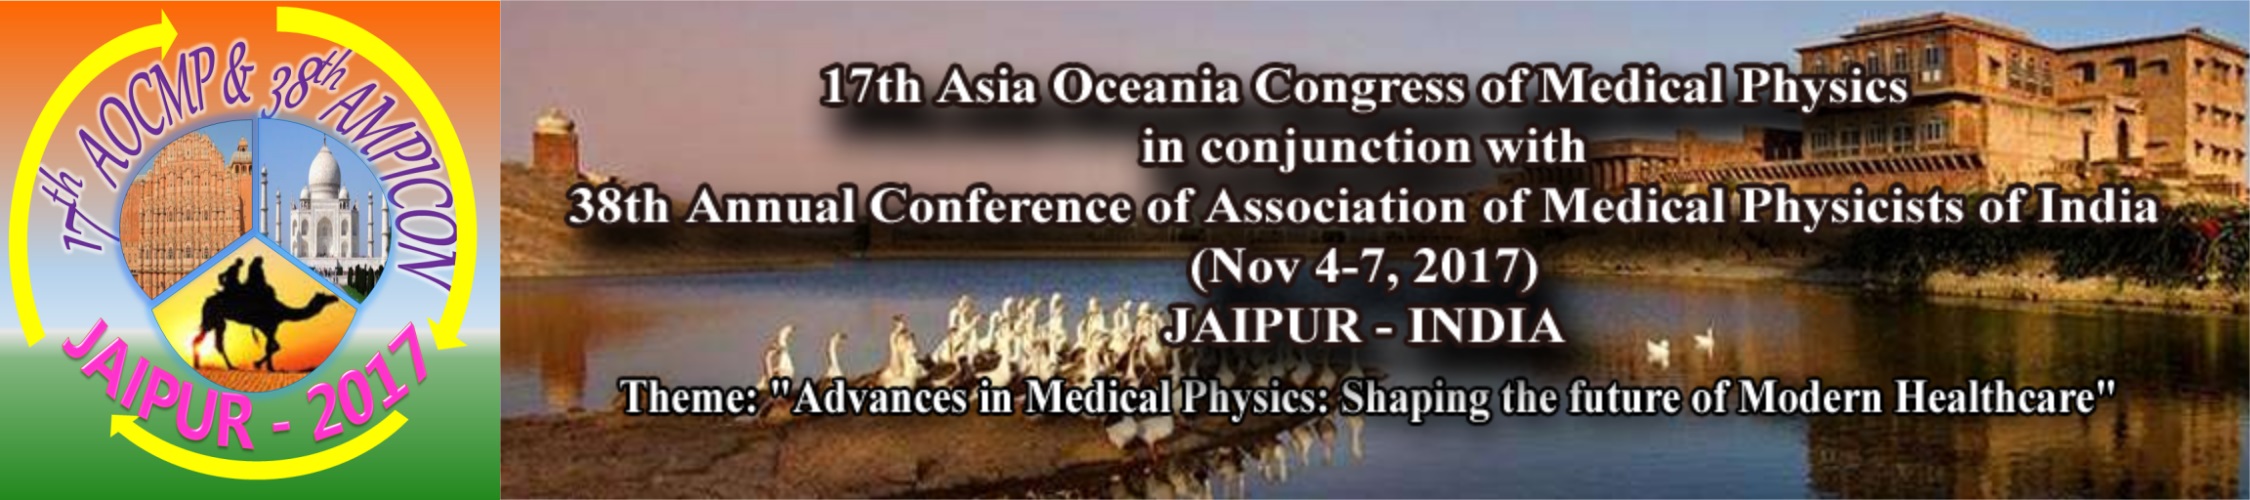 17th AOCMP & 38th AMPICON
JAIPUR - 2017
17th Asia Oceania Congress of Medical Physics
in conjunction with
38th Annual Conference of Association of Medical Physicists of India
(Nov 4-7, 2017)
JAIPUR - INDIA
Theme: "Advances in Medical Physics: Shaping the future of Modern Healthcare"